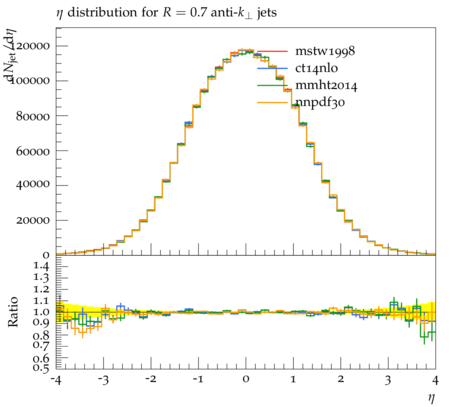 η distribution for R = 0.7 anti-k⊥ jets
dN_jet/dη
120000
100000
80000
60000
40000
20000
0
mstw1998
ct14nlo
mmht2014
nnpdf30
Ratio
1.4
1.3
1.2
1.1
1.0
0.9
0.8
0.7
0.6
0.5
-4 -3 -2 -1 0 1 2 3 4
η